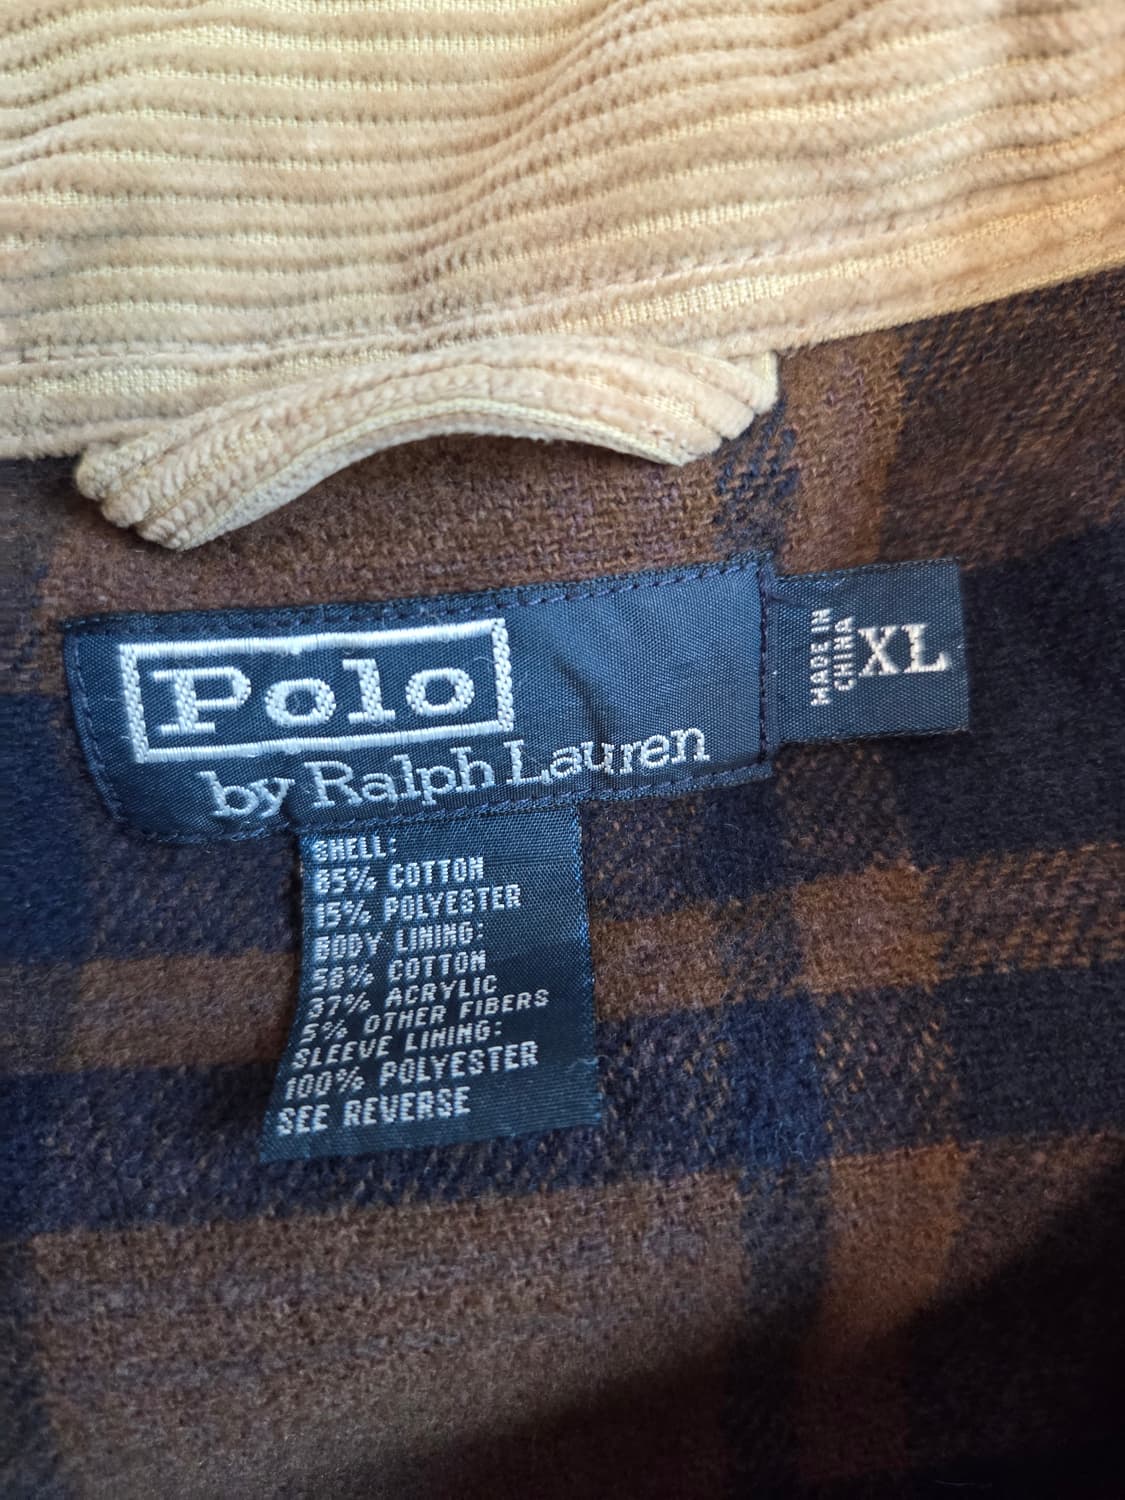 Polo
by Ralph Lauren
MADE IN
CHINA
XL
SHELL:
85% COTTON
15% POLYESTER
BODY LINING:
58% COTTON
37% ACRYLIC
5% OTHER FIBERS
SLEEVE LINING:
100% POLYESTER
SEE REVERSE